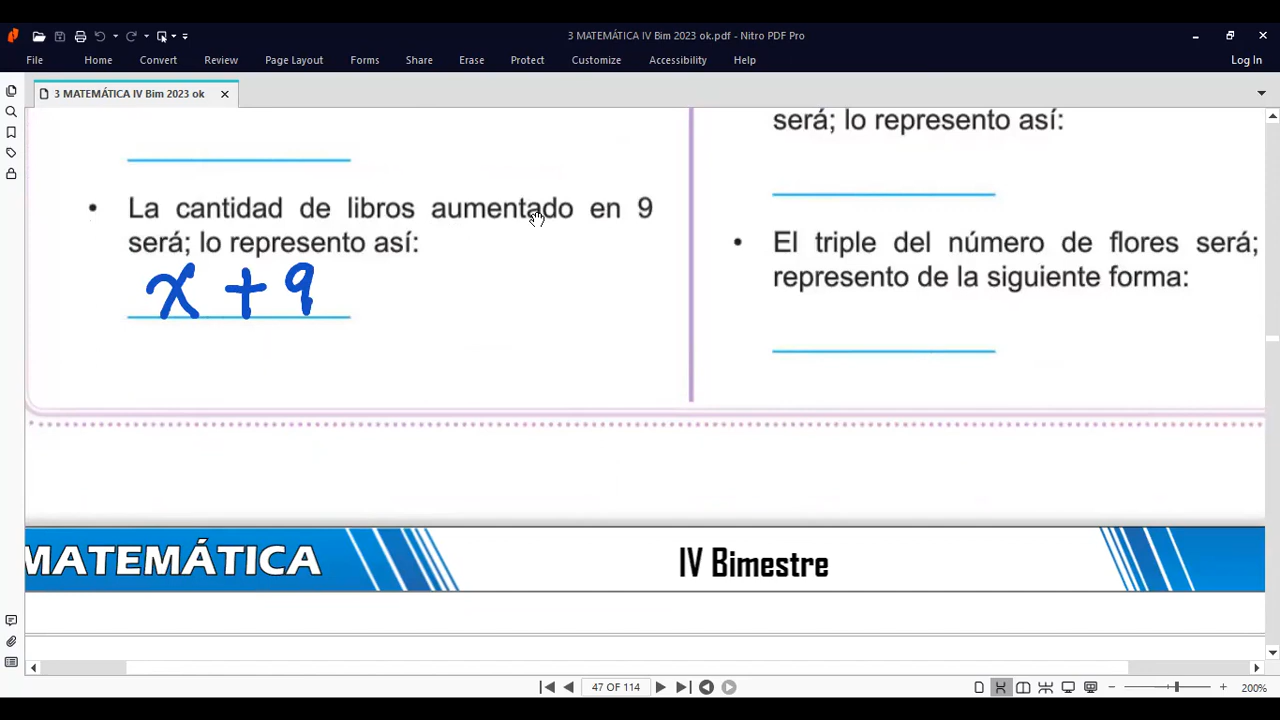 3 MATEMÁTICA IV Bim 2023 ok.pdf - Nitro PDF Pro
File Home Convert Review Page Layout Forms Share Erase Protect Customize Accessibility Help Log In
3 MATEMÁTICA IV Bim 2023 ok
La cantidad de libros aumentado en 9
será; lo represento así:
x + 9
será; lo represento así:
El triple del número de flores será;
represento de la siguiente forma:
MATEMÁTICA
IV Bimestre
47 OF 114
200%